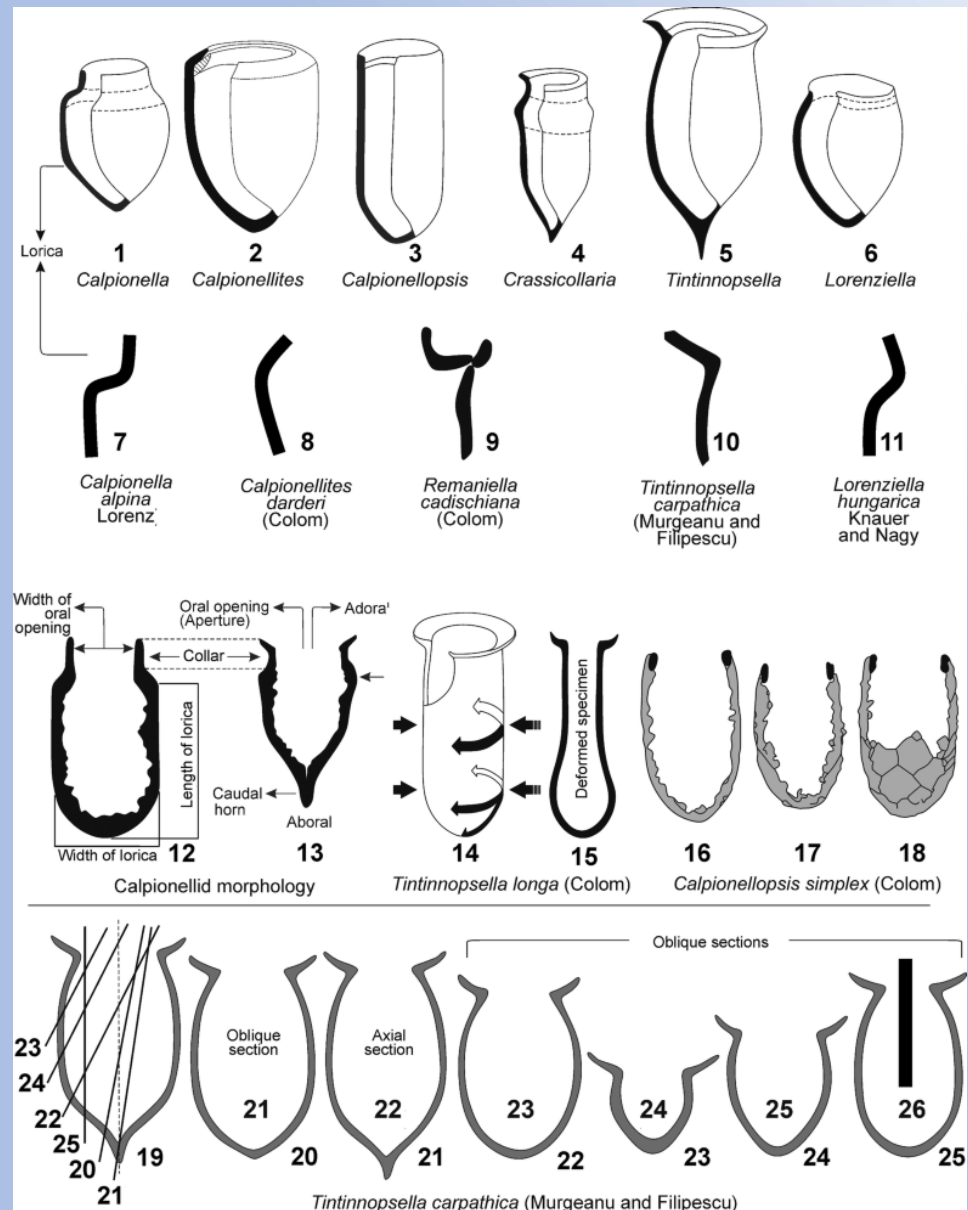 Lorica
1
2
3
4
5
6
Calpionella
Calpionellites
Calpionellopsis
Crassicollaria
Tintinnopsella
Lorenziella
7
8
9
10
11
Calpionella
alpina
Lorenz
Calpionellites
darderi
(Colom)
Remaniella
cadischiana
(Colom)
Tintinnopsella
carpathica
(Murgeanu and
Filipescu)
Lorenziella
hungarica
Knauer
and Nagy
Width of
oral
opening
Oral opening
(Aperture)
Adoral
Collar
Length of lorica
Caudal
horn
Aboral
Width of lorica
12
13
Deformed specimen
14
15
16
17
18
Calpionellid morphology
Tintinnopsella longa (Colom)
Calpionellopsis simplex (Colom)
Oblique sections
Oblique
section
Axial
section
23
24
22
25
20
21
19
21
20
22
21
23
22
24
23
25
24
26
25
Tintinnopsella carpathica (Murgeanu and Filipescu)